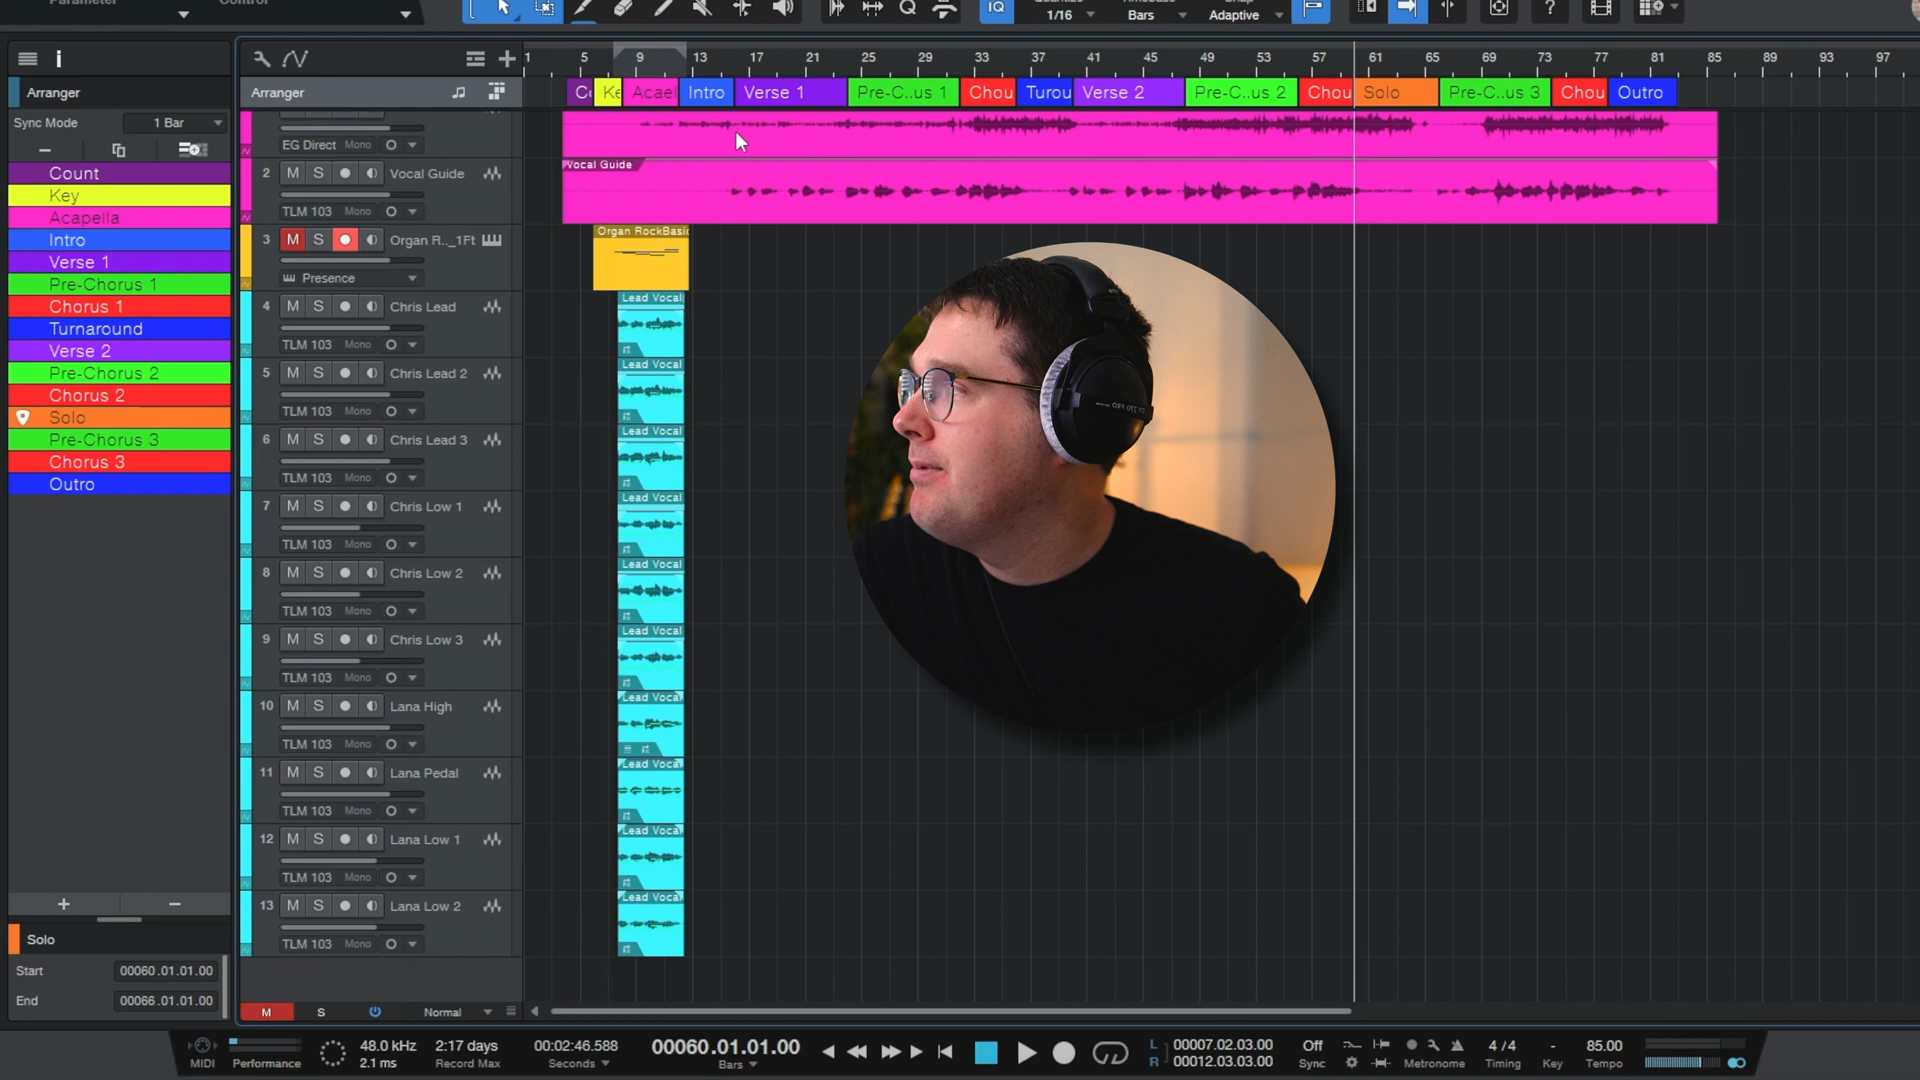 Parameter
Control
IQ
1/16
Bars
Adaptive
?
i
1 5 9 13 17 21 25 29 33 37 41 45 49 53 57 61 65 69 73 77 81 85 89 93 97
Arranger
Arranger
Acael
Intro
Verse 1
Pre-C..us 1
Chou
Turou
Verse 2
Pre-C..us 2
Chou
Solo
Pre-C..us 3
Chou
Outro
Sync Mode
1 Bar
Count
Key
Acapella
Intro
Verse 1
Pre-Chorus 1
Chorus 1
Turnaround
Verse 2
Pre-Chorus 2
Chorus 2
Solo
Pre-Chorus 3
Chorus 3
Outro
EG Direct Mono
2 M S Vocal Guide
TLM 103 Mono
Vocal Guide
3 M S Organ R.._1Ft
Presence
Organ RockBasic
4 M S Chris Lead
TLM 103 Mono
Lead Vocal
5 M S Chris Lead 2
TLM 103 Mono
Lead Vocal
6 M S Chris Lead 3
TLM 103 Mono
Lead Vocal
7 M S Chris Low 1
TLM 103 Mono
Lead Vocal
8 M S Chris Low 2
TLM 103 Mono
Lead Vocal
9 M S Chris Low 3
TLM 103 Mono
Lead Vocal
10 M S Lana High
TLM 103 Mono
Lead Voca
11 M S Lana Pedal
TLM 103 Mono
Lead Voca
12 M S Lana Low 1
TLM 103 Mono
Lead Voca
13 M S Lana Low 2
TLM 103 Mono
Lead Vocal
Solo
Start 00060.01.01.00
End 00066.01.01.00
M S Normal
MIDI
Performance
48.0 kHz
2.1 ms
2:17 days
Record Max
00:02:46.588
Seconds
00060.01.01.00
Bars
L 00007.02.03.00
R 00012.03.03.00
Off
Sync
Metronome
4 / 4
Timing
-
Key
85.00
Tempo